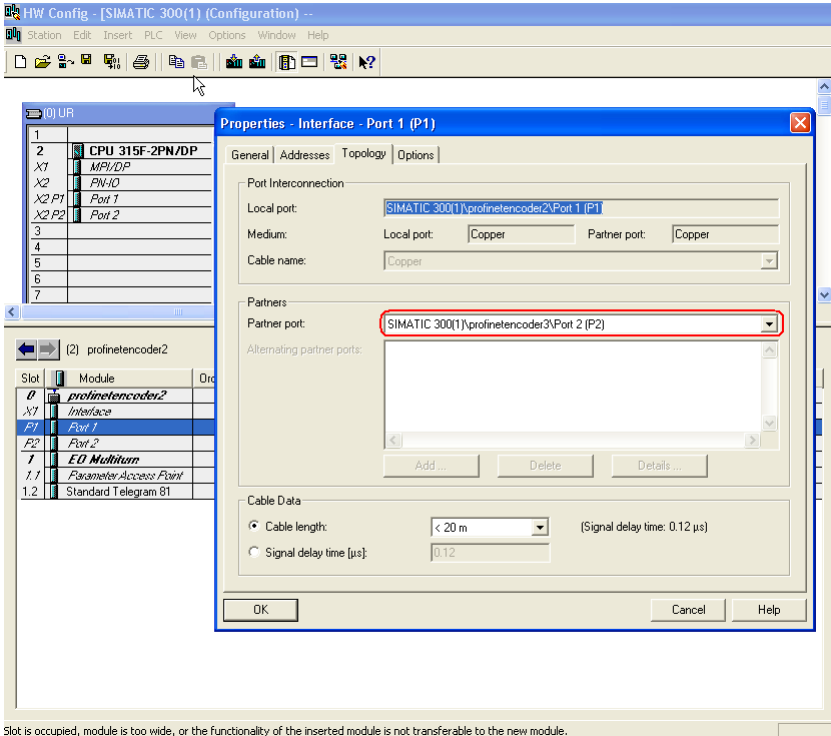 HW Config - [SIMATIC 300(1) (Configuration) --
Station Edit Insert PLC View Options Window Help
(0) UR
1
2 CPU 315F-2PN/DP
X1 MPI/DP
X2 PN-IO
X2 P1 Port 1
X2 P2 Port 2
3
4
5
6
7
Properties - Interface - Port 1 (P1)
General Addresses Topology Options
Port Interconnection
Local port: SIMATIC 300(1)\profinetencoder2\Port 1 (P1)
Medium: Local port: Copper Partner port: Copper
Cable name: Copper
Partners
Partner port: SIMATIC 300(1)\profinetencoder3\Port 2 (P2)
Alternating partner ports:
Add ... Delete Details ...
Cable Data
Cable length: < 20 m (Signal delay time: 0.12 µs)
Signal delay time [µs]: 0.12
OK Cancel Help
(2) profinetencoder2
Slot Module Ord
0 profinetencoder2
X1 Interface
P1 Port 1
P2 Port 2
1 EO Multiturn
1.1 Parameter Access Point
1.2 Standard Telegram 81
Slot is occupied, module is too wide, or the functionality of the inserted module is not transferable to the new module.